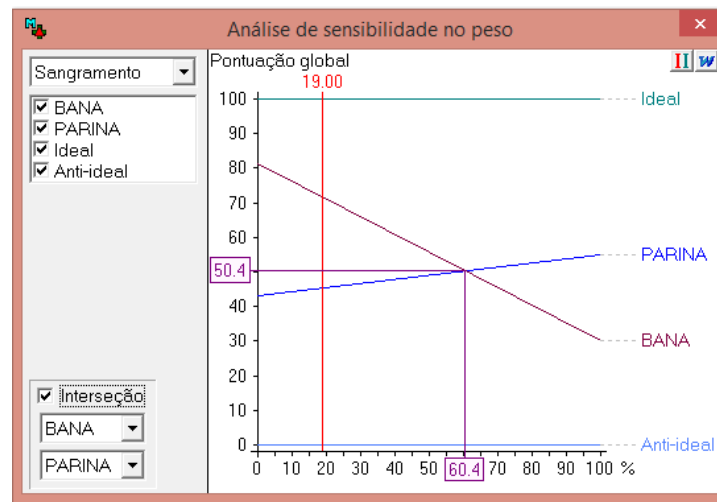 Análise de sensibilidade no peso
Sangramento
BANA
PARINA
Ideal
Anti-ideal
Interseção
BANA
PARINA
Pontuação global
19.00
100
90
80
70
60
50.4
40
30
20
10
0
0 10 20 30 40 50 60.4 70 80 90 100 %
Ideal
PARINA
BANA
Anti-ideal